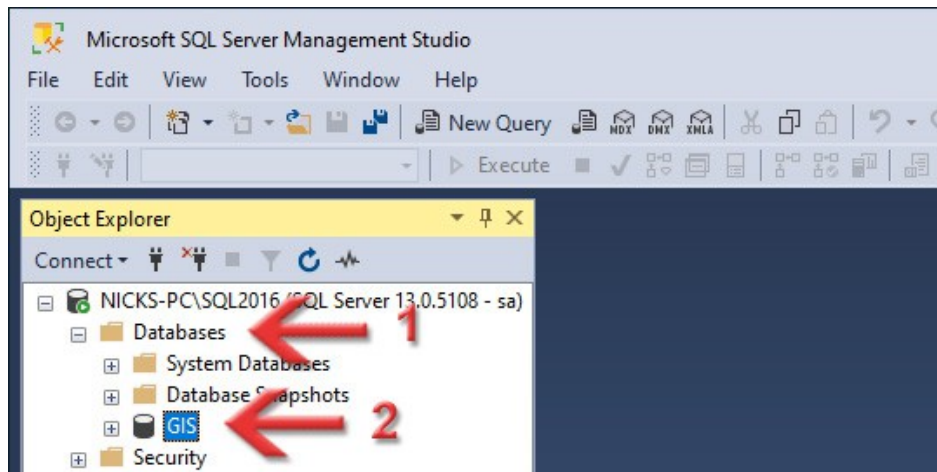 Microsoft SQL Server Management Studio
File Edit View Tools Window Help
New Query MDX DMX XMLA
Execute
Object Explorer
Connect
NICKS-PC\SQL2016 (SQL Server 13.0.5108 - sa)
Databases 1
System Databases
Database Snapshots
GIS 2
Security